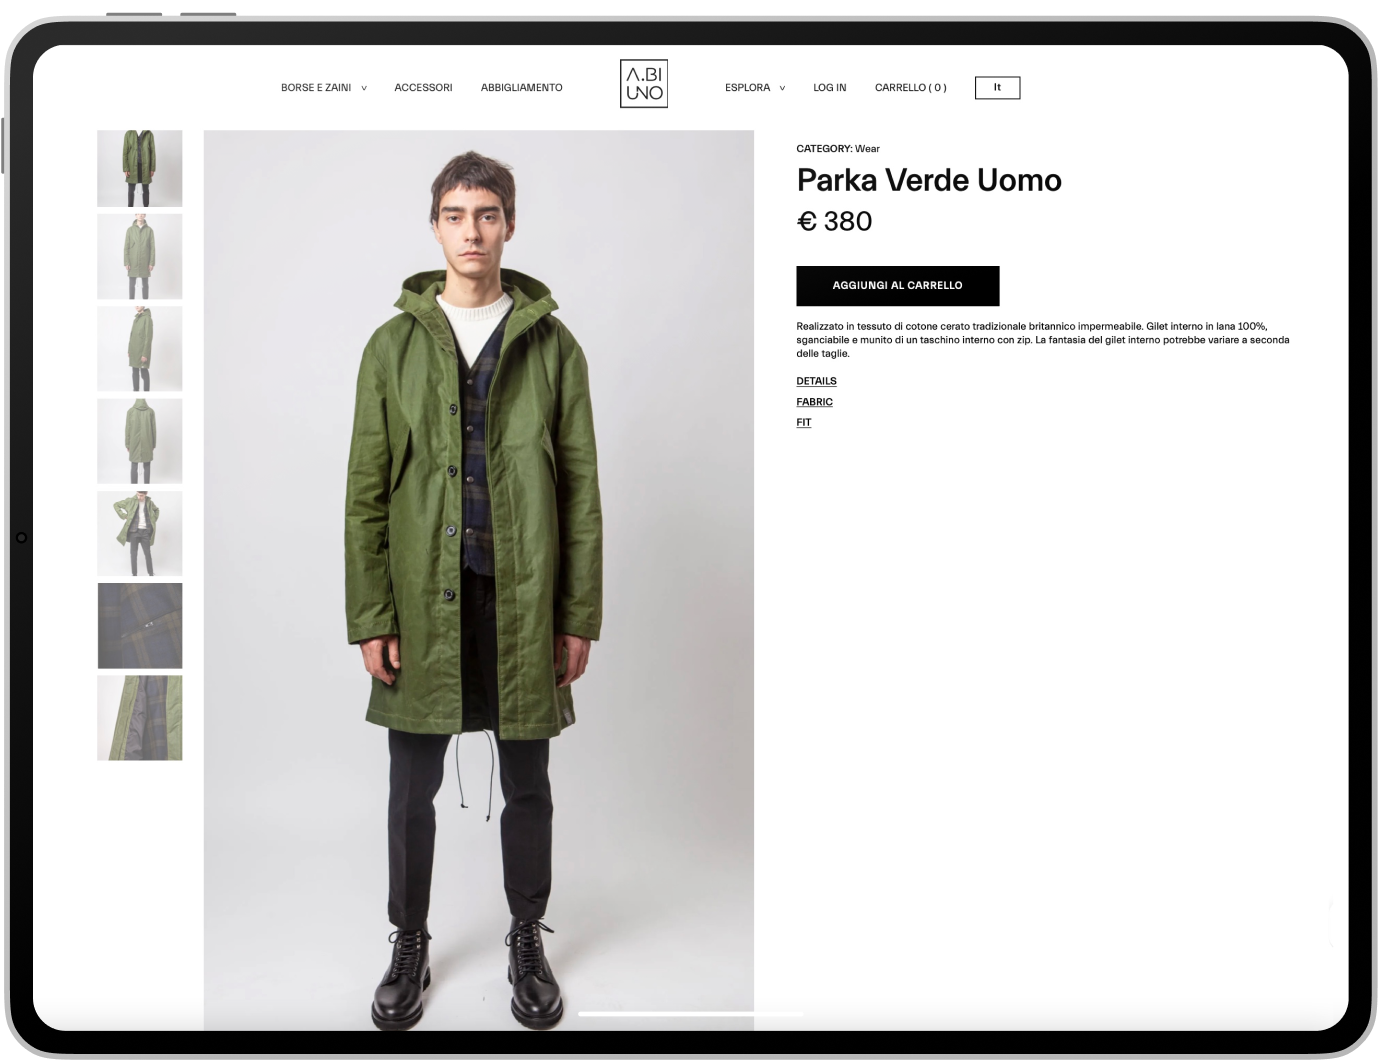 BORSE E ZAINI
ACCESSORI
ABBIGLIAMENTO
A.BI
UNO
ESPLORA
LOG IN
CARRELLO ( 0 )
It
CATEGORY: Wear
Parka Verde Uomo
€ 380
AGGIUNGI AL CARRELLO
Realizzato in tessuto di cotone cerato tradizionale britannico impermeabile. Gilet interno in lana 100%,
sganciabile e munito di un taschino interno con zip. La fantasia del gilet interno potrebbe variare a seconda
delle taglie.
DETAILS
FABRIC
FIT